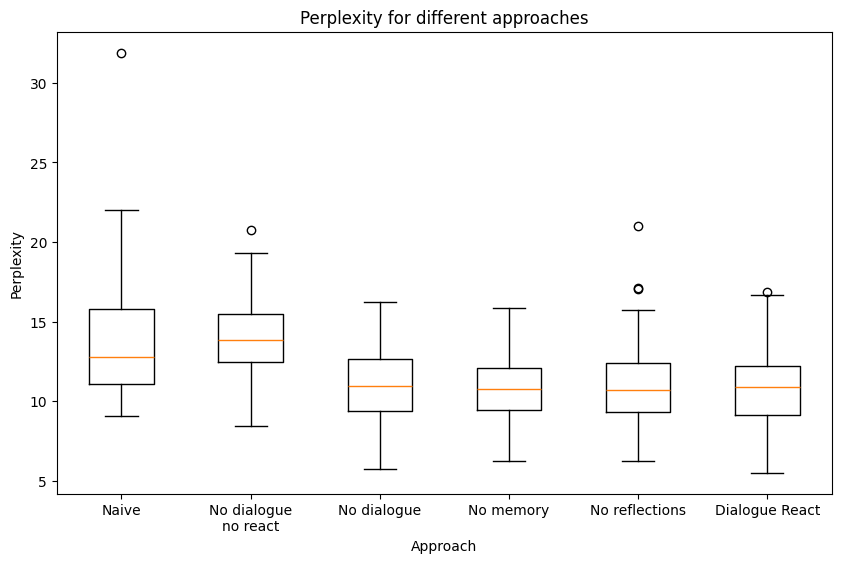 Perplexity for different approaches
Perplexity
30
25
20
15
10
5
Naive
No dialogue
no react
No dialogue
No memory
No reflections
Dialogue React
Approach